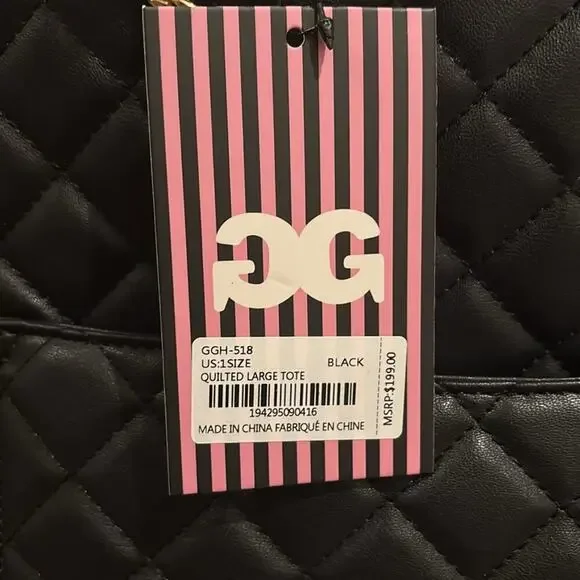 GG
GGH-518
US:1SIZE BLACK
QUILTED LARGE TOTE
194295090416
MADE IN CHINA FABRIQUÉ EN CHINE
MSRP:$199.00